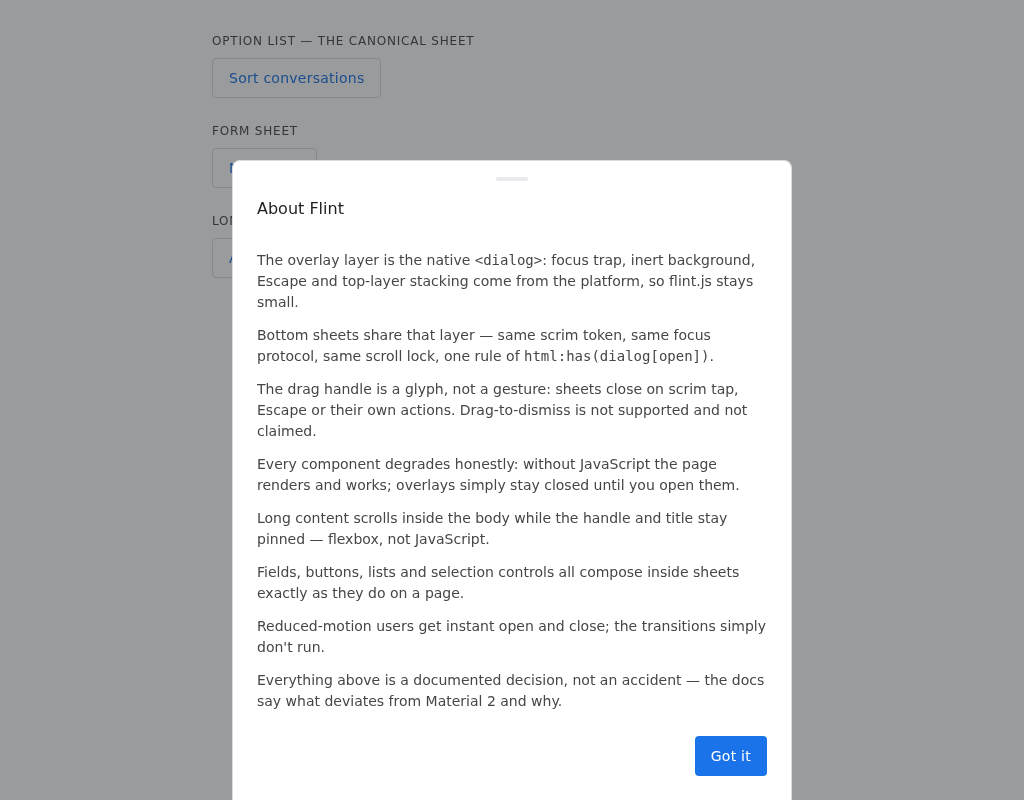 OPTION LIST — THE CANONICAL SHEET
Sort conversations
FORM SHEET
About Flint
The overlay layer is the native <dialog>: focus trap, inert background,
Escape and top-layer stacking come from the platform, so flint.js stays
small.
Bottom sheets share that layer — same scrim token, same focus
protocol, same scroll lock, one rule of html:has(dialog[open]).
The drag handle is a glyph, not a gesture: sheets close on scrim tap,
Escape or their own actions. Drag-to-dismiss is not supported and not
claimed.
Every component degrades honestly: without JavaScript the page
renders and works; overlays simply stay closed until you open them.
Long content scrolls inside the body while the handle and title stay
pinned — flexbox, not JavaScript.
Fields, buttons, lists and selection controls all compose inside sheets
exactly as they do on a page.
Reduced-motion users get instant open and close; the transitions simply
don't run.
Everything above is a documented decision, not an accident — the docs
say what deviates from Material 2 and why.
Got it